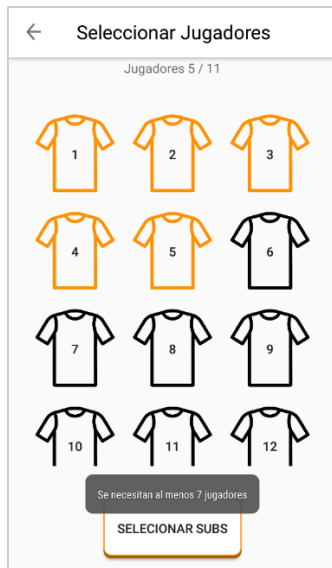 Seleccionar Jugadores
Jugadores 5 / 11
1 2 3
4 5 6
7 8 9
10 11 12
Se necesitan al menos 7 jugadores
SELECIONAR SUBS